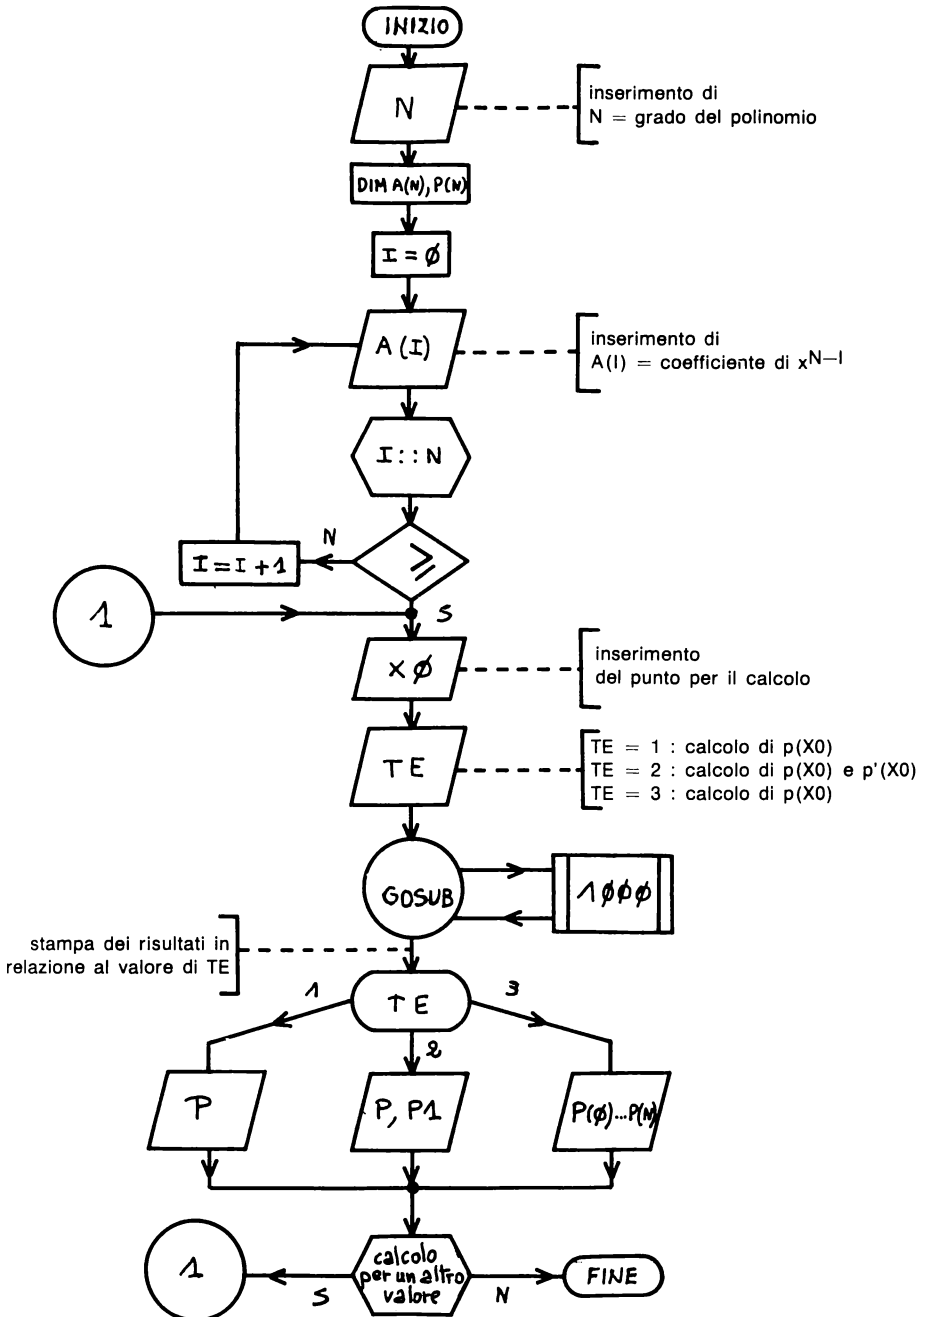 INIZIO
N
inserimento di
N = grado del polinomio
DIM A(N), P(N)
I = Ø
A (I)
inserimento di
A(I) = coefficiente di x^N–I
I : : N
N
≥
I = I + 1
1
S
X Ø
inserimento
del punto per il calcolo
T E
TE = 1 : calcolo di p(X0)
TE = 2 : calcolo di p(X0) e p'(X0)
TE = 3 : calcolo di p(X0)
GOSUB
1ØØØ
stampa dei risultati in
relazione al valore di TE
1
T E
3
2
P
P, P1
P(Ø)...P(N)
1
S
calcolo
per un altro
valore
N
FINE